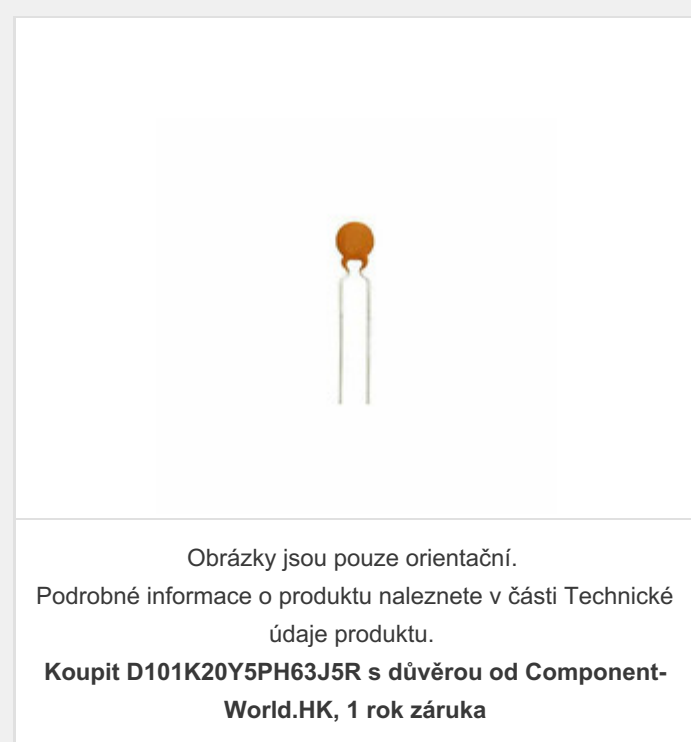 Obrázky jsou pouze orientační.
Podrobné informace o produktu naleznete v části Technické
údaje produktu.
Koupit D101K20Y5PH63J5R s důvěrou od Component-
World.HK, 1 rok záruka